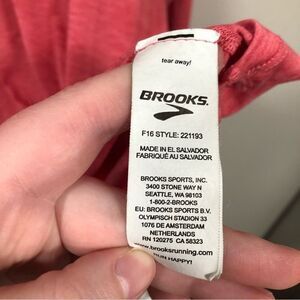 tear away!
BROOKS
F16 STYLE: 221193
MADE IN EL SALVADOR
FABRIQUÉ AU SALVADOR
BROOKS SPORTS, INC.
3400 STONE WAY N
SEATTLE, WA 98103
1-800-2-BROOKS
EU: BROOKS SPORTS B.V.
OLYMPISCH STADION 33
1076 DE AMSTERDAM
NETHERLANDS
RN 120275 CA 58323
www.brooksrunning.com
RUN HAPPY!